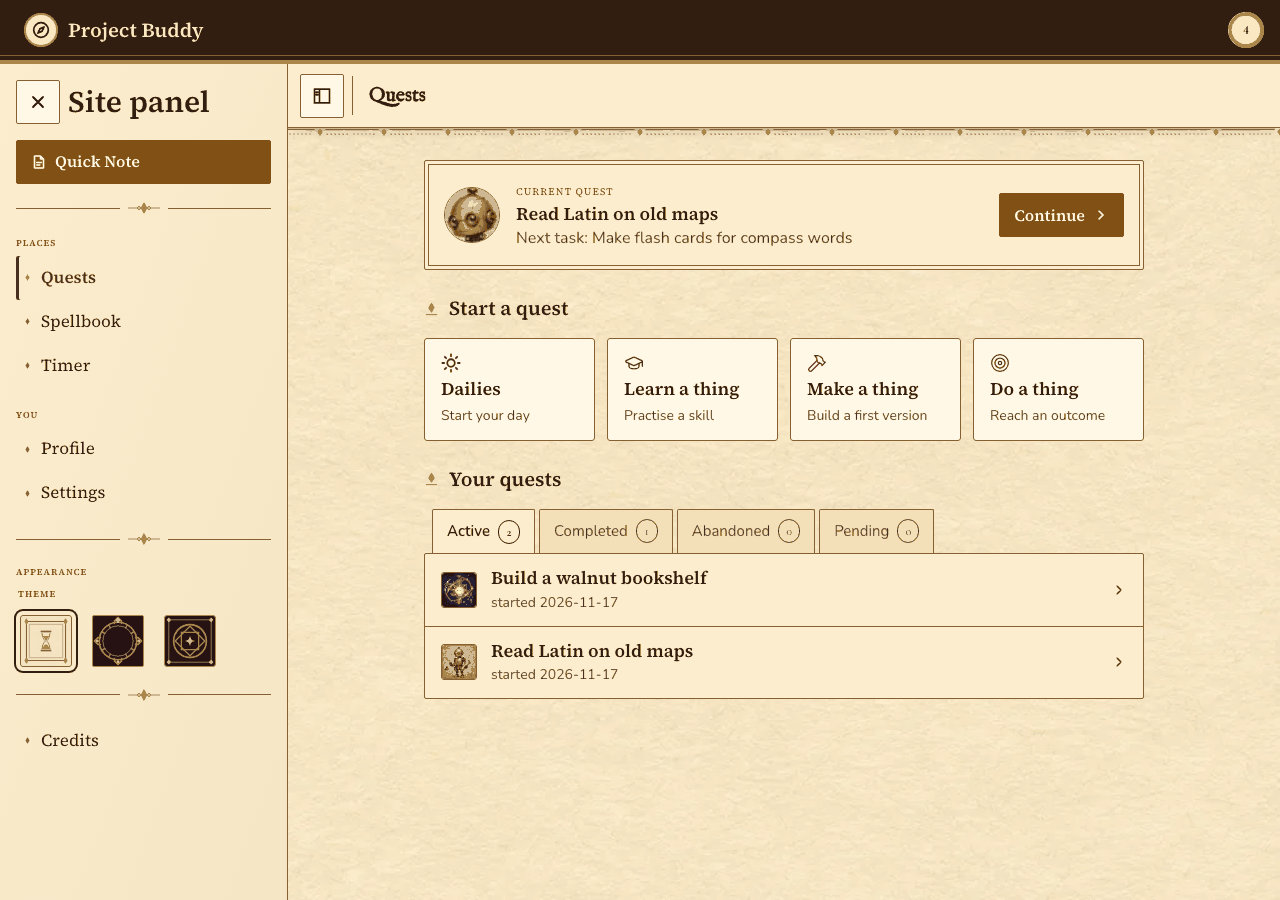 Project Buddy
4
Site panel
Quick Note
PLACES
Quests
Spellbook
Timer
YOU
Profile
Settings
APPEARANCE
THEME
Credits
Quests
CURRENT QUEST
Read Latin on old maps
Next task: Make flash cards for compass words
Continue
Start a quest
Dailies
Start your day
Learn a thing
Practise a skill
Make a thing
Build a first version
Do a thing
Reach an outcome
Your quests
Active 2
Completed 1
Abandoned 0
Pending 0
Build a walnut bookshelf
started 2026-11-17
Read Latin on old maps
started 2026-11-17